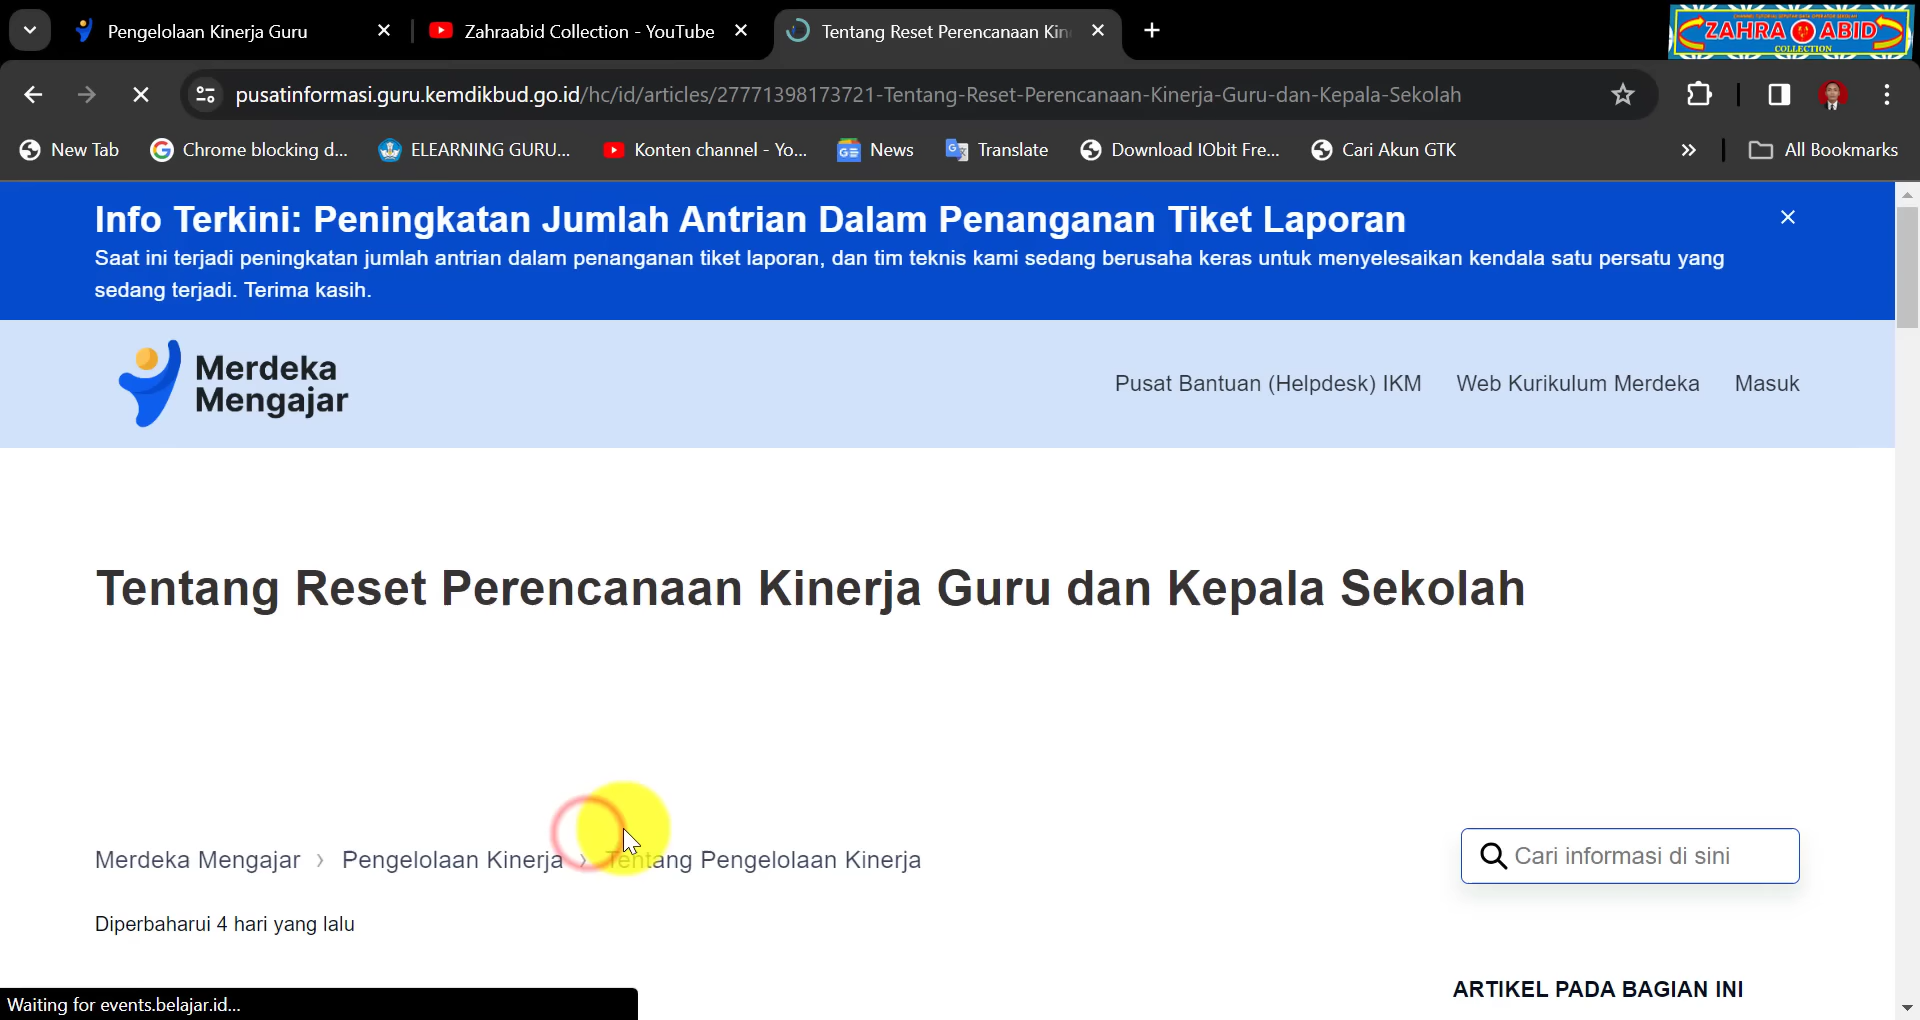 Pengelolaan Kinerja Guru
Zahraabid Collection - YouTube
Tentang Reset Perencanaan Kin
ZAHRA ABID
COLLECTION
pusatinformasi.guru.kemdikbud.go.id/hc/id/articles/27771398173721-Tentang-Reset-Perencanaan-Kinerja-Guru-dan-Kepala-Sekolah
New Tab
Chrome blocking d...
ELEARNING GURU...
Konten channel - Yo...
News
Translate
Download IObit Fre...
Cari Akun GTK
All Bookmarks
Info Terkini: Peningkatan Jumlah Antrian Dalam Penanganan Tiket Laporan
Saat ini terjadi peningkatan jumlah antrian dalam penanganan tiket laporan, dan tim teknis kami sedang berusaha keras untuk menyelesaikan kendala satu persatu yang
sedang terjadi. Terima kasih.
Merdeka
Mengajar
Pusat Bantuan (Helpdesk) IKM
Web Kurikulum Merdeka
Masuk
Tentang Reset Perencanaan Kinerja Guru dan Kepala Sekolah
Merdeka Mengajar › Pengelolaan Kinerja › Tentang Pengelolaan Kinerja
Cari informasi di sini
Diperbaharui 4 hari yang lalu
ARTIKEL PADA BAGIAN INI
Waiting for events.belajar.id...